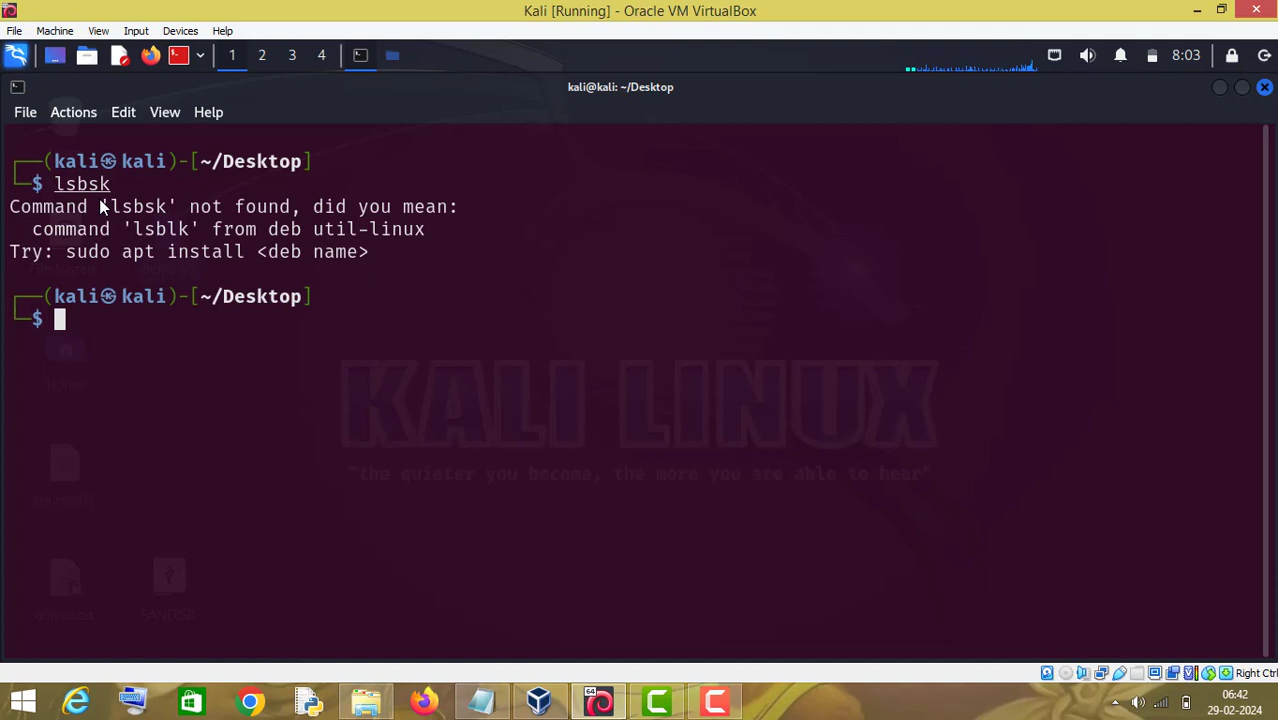 Kali [Running] - Oracle VM VirtualBox
File Machine View Input Devices Help
1 2 3 4 8:03
kali@kali: ~/Desktop
File Actions Edit View Help
┌──(kali㉿kali)-[~/Desktop]
└─$ lsbsk
Command 'lsbsk' not found, did you mean:
command 'lsblk' from deb util-linux
Try: sudo apt install <deb name>
┌──(kali㉿kali)-[~/Desktop]
└─$
Home
KALI LINUX
"The quieter you become, the more you are able to hear"
SANDISK
Right Ctrl
64
06:42
29-02-2024